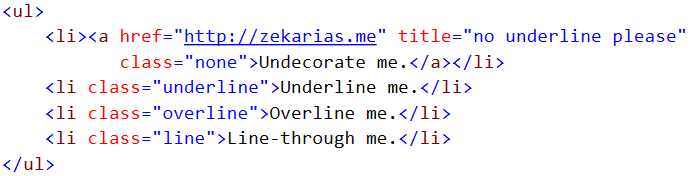 <ul>
    <li><a href="http://zekarias.me" title="no underline please"
            class="none">Undecorate me.</a></li>
    <li class="underline">Underline me.</li>
    <li class="overline">Overline me.</li>
    <li class="line">Line-through me.</li>
</ul>